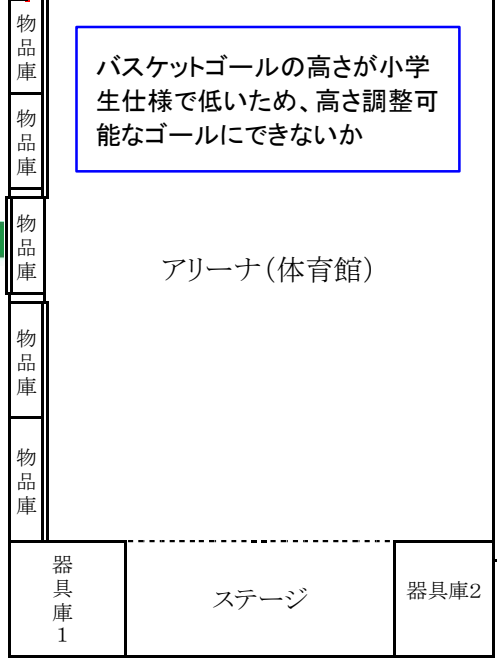 物品庫
バスケットゴールの高さが小学
生仕様で低いため、高さ調整可
能なゴールにできないか
物品庫
物品庫
アリーナ（体育館）
物品庫
物品庫
器具庫1
ステージ
器具庫2